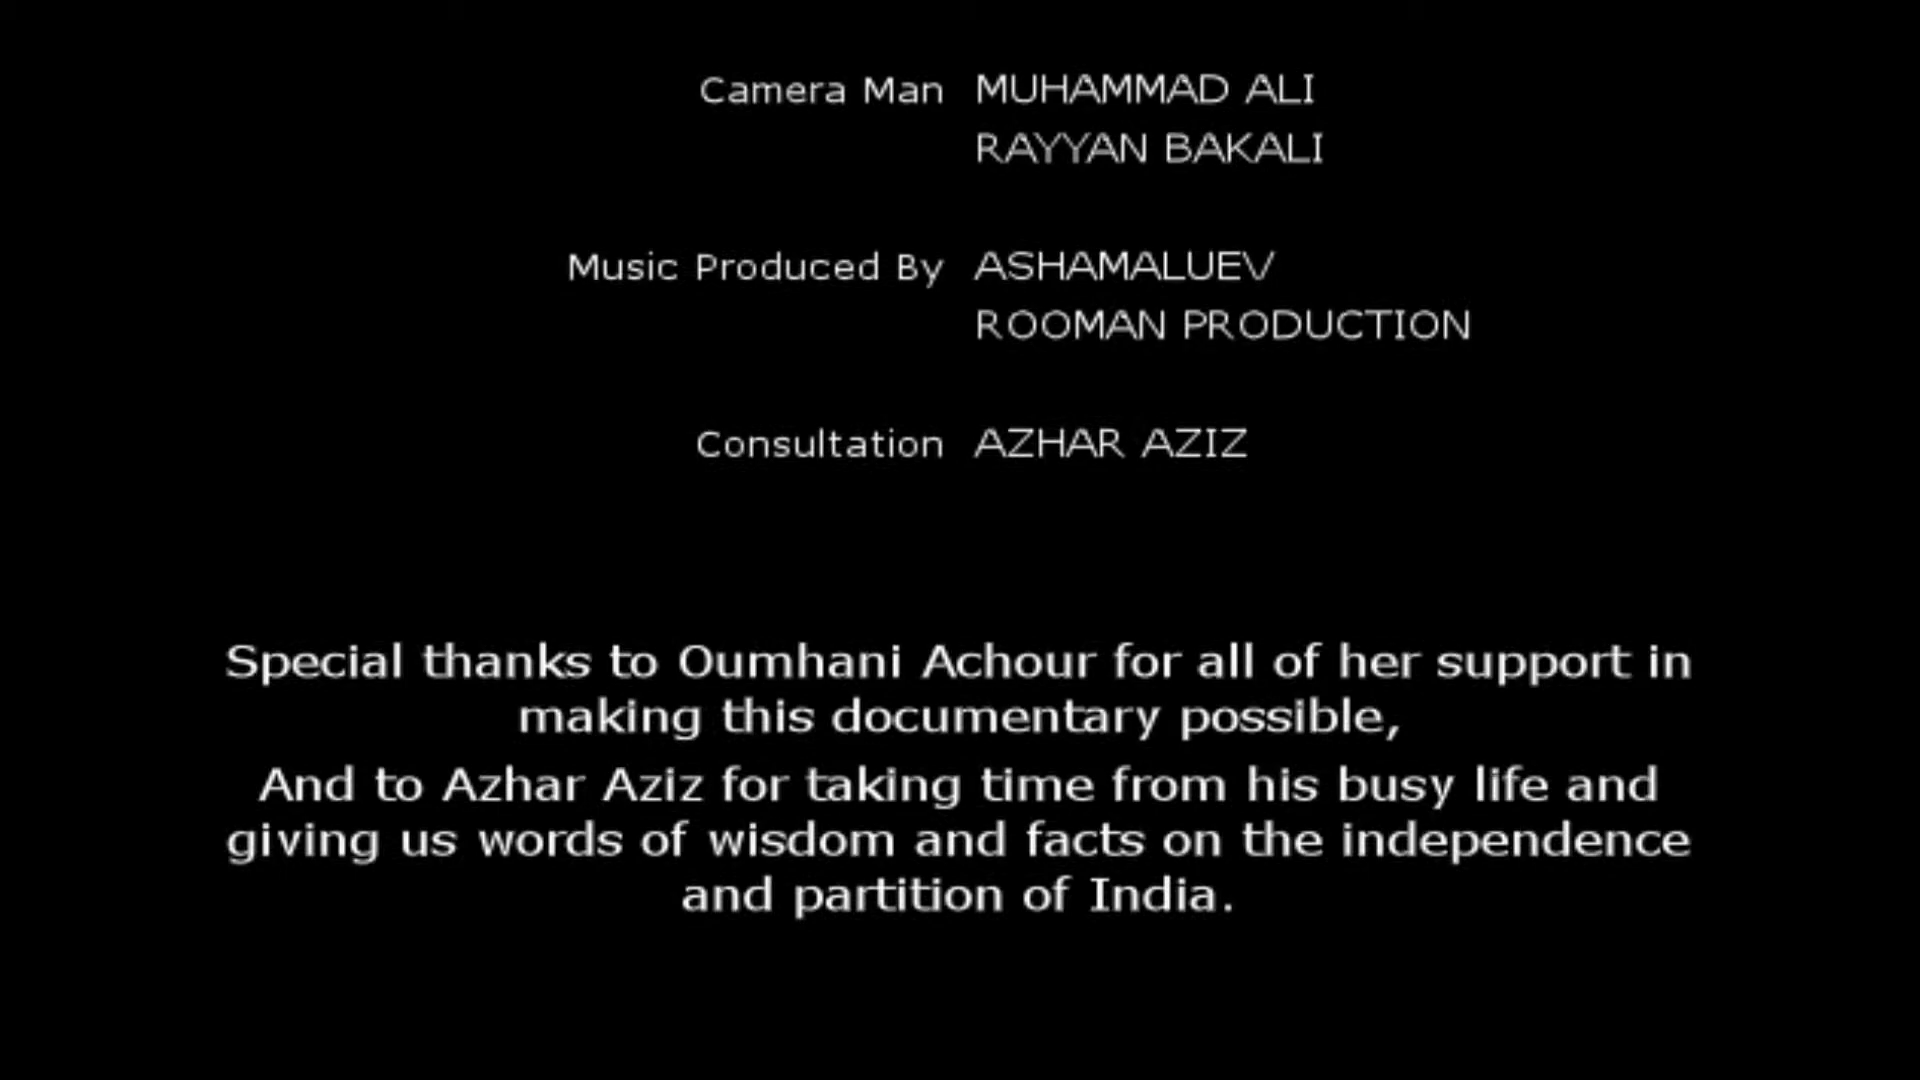 Camera Man MUHAMMAD ALI
RAYYAN BAKALI
Music Produced By ASHAMALUEV
ROOMAN PRODUCTION
Consultation AZHAR AZIZ
Special thanks to Oumhani Achour for all of her support in
making this documentary possible,
And to Azhar Aziz for taking time from his busy life and
giving us words of wisdom and facts on the independence
and partition of India.